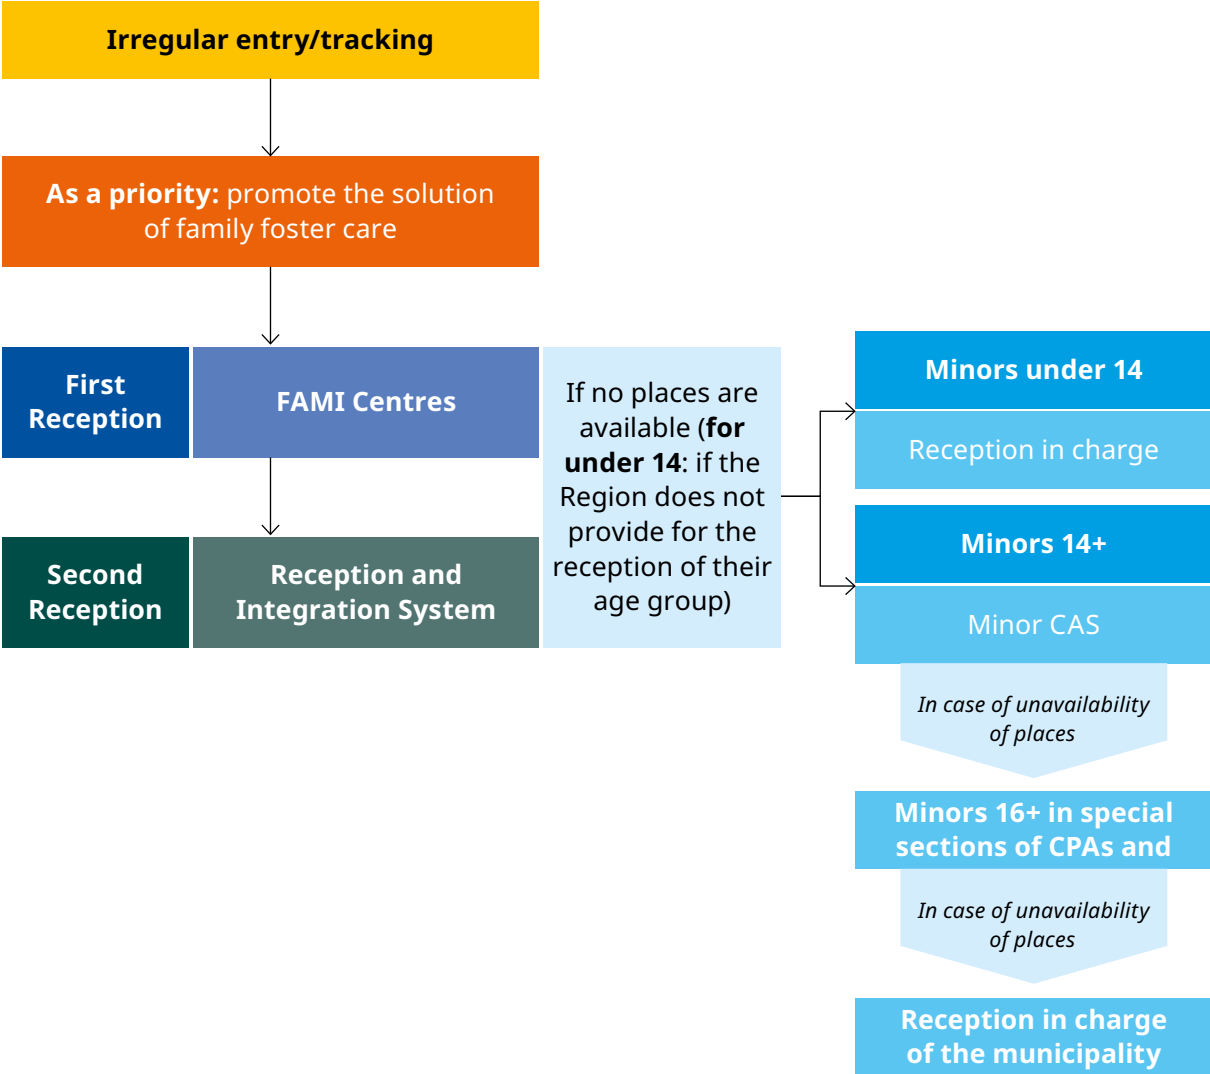 Irregular entry/tracking
As a priority: promote the solution
of family foster care
First
Reception
FAMI Centres
Second
Reception
Reception and
Integration System
If no places are
available (for
under 14: if the
Region does not
provide for the
reception of their
age group)
Minors under 14
Reception in charge
Minors 14+
Minor CAS
In case of unavailability
of places
Minors 16+ in special
sections of CPAs and
In case of unavailability
of places
Reception in charge
of the municipality